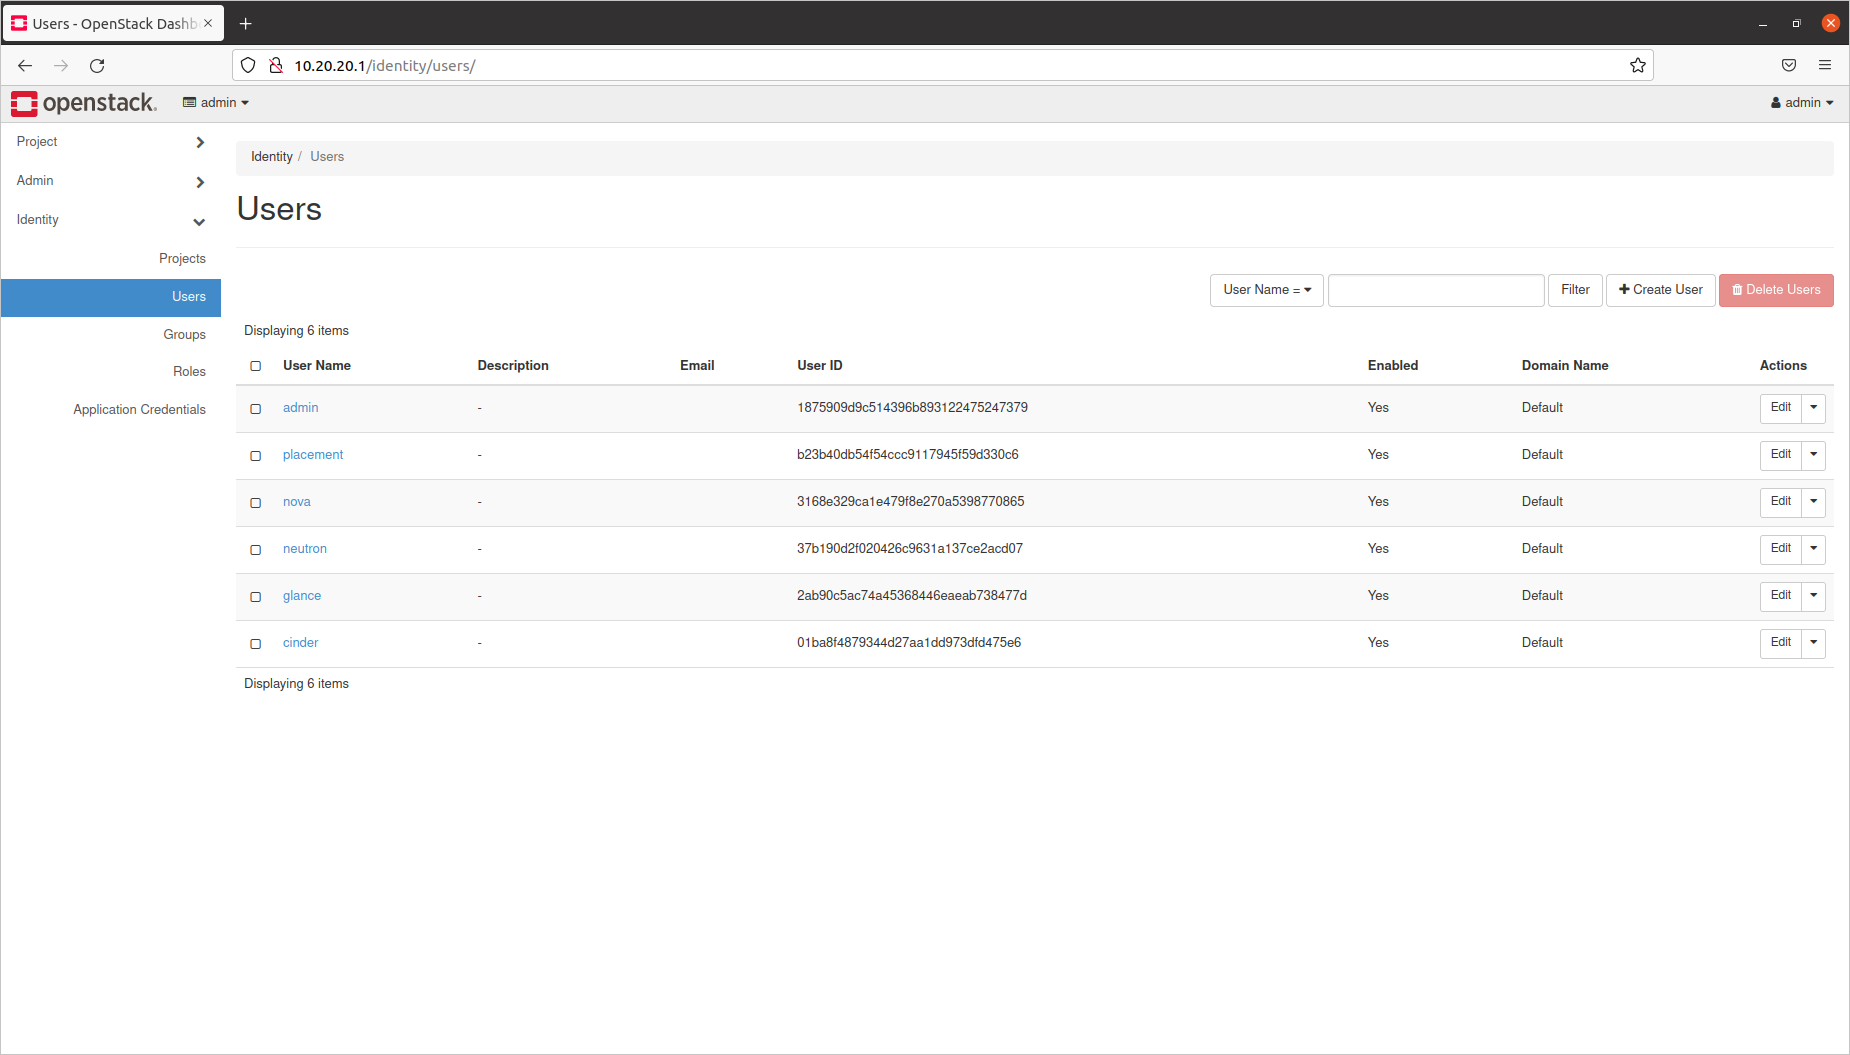 Users - OpenStack Dashb
10.20.20.1/identity/users/
openstack. admin admin
Project
Admin
Identity
Projects
Users
Groups
Roles
Application Credentials
Identity / Users
Users
User Name = Filter Create User Delete Users
Displaying 6 items
User Name Description Email User ID Enabled Domain Name Actions
admin - 1875909d9c514396b893122475247379 Yes Default Edit
placement - b23b40db54f54ccc9117945f59d330c6 Yes Default Edit
nova - 3168e329ca1e479f8e270a5398770865 Yes Default Edit
neutron - 37b190d2f020426c9631a137ce2acd07 Yes Default Edit
glance - 2ab90c5ac74a45368446eaeab738477d Yes Default Edit
cinder - 01ba8f4879344d27aa1dd973dfd475e6 Yes Default Edit
Displaying 6 items